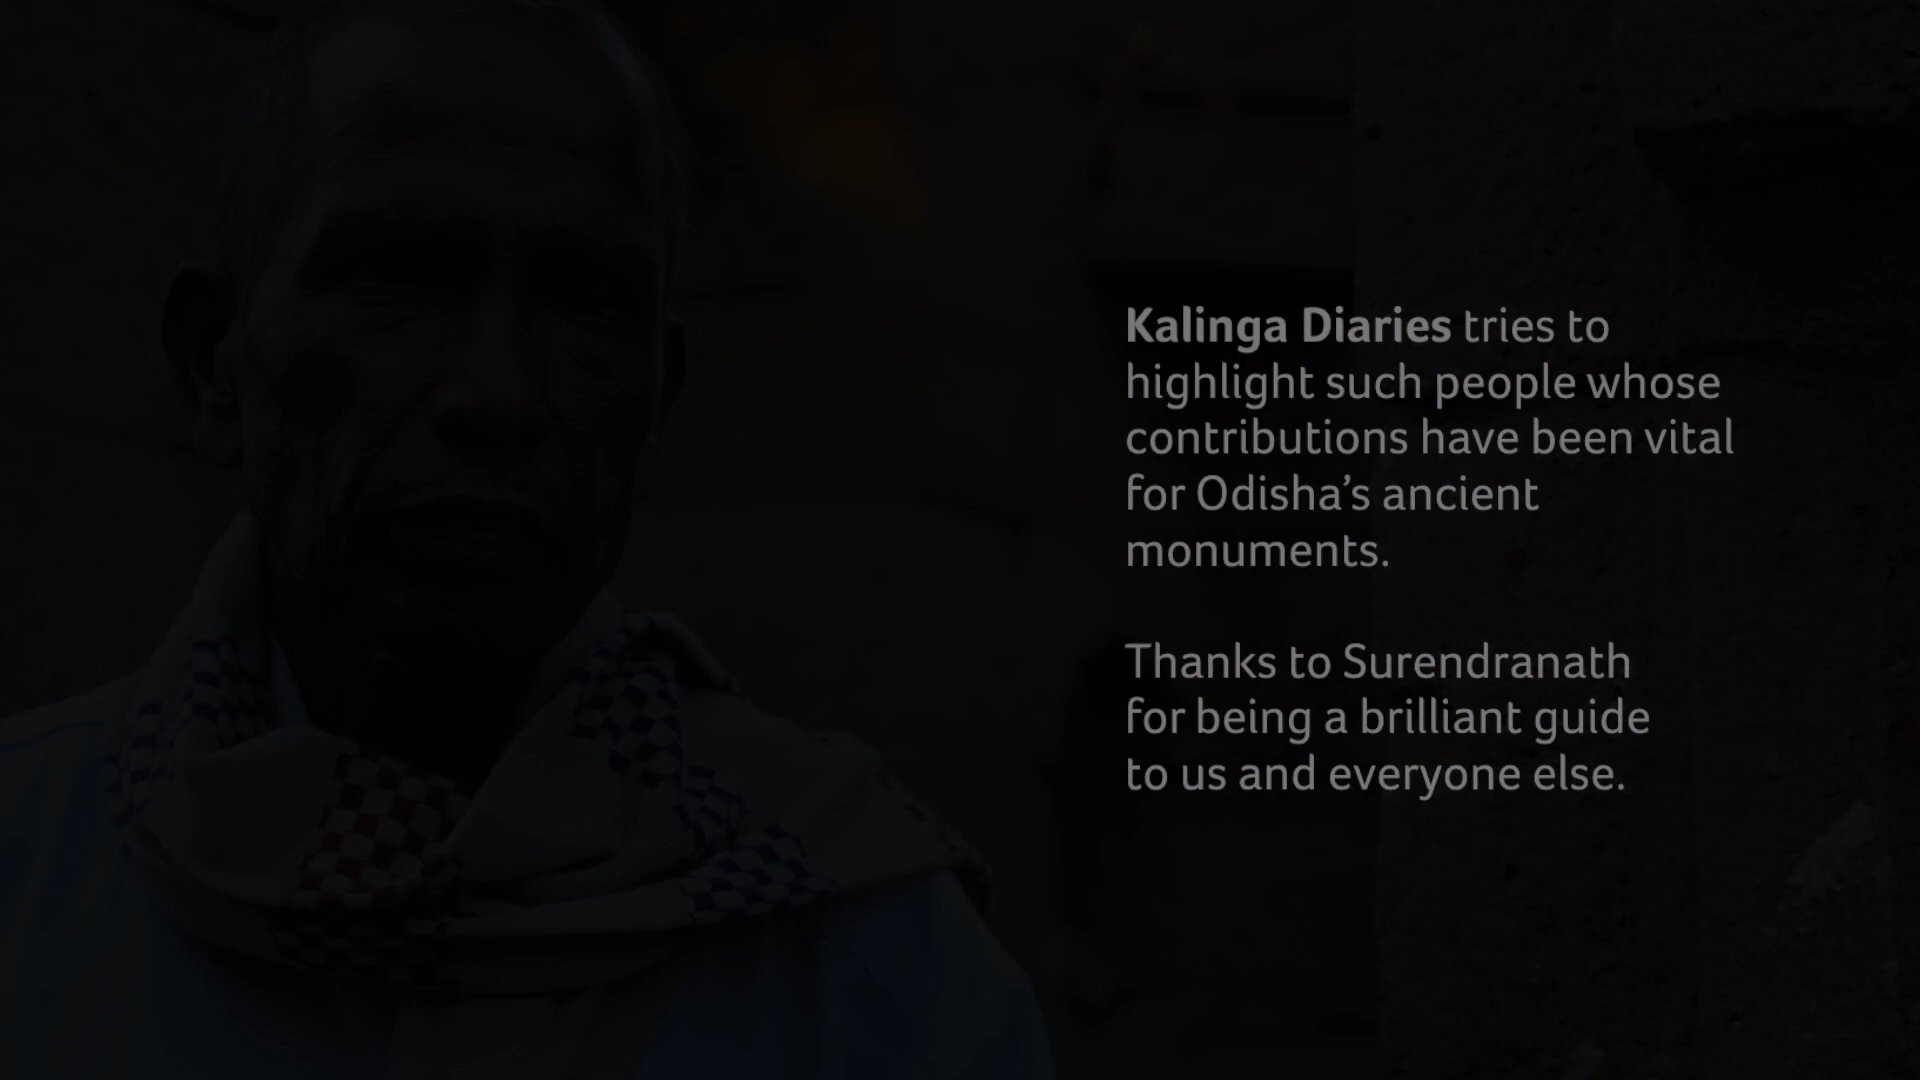 Kalinga Diaries tries to
highlight such people whose
contributions have been vital
for Odisha’s ancient
monuments.
Thanks to Surendranath
for being a brilliant guide
to us and everyone else.